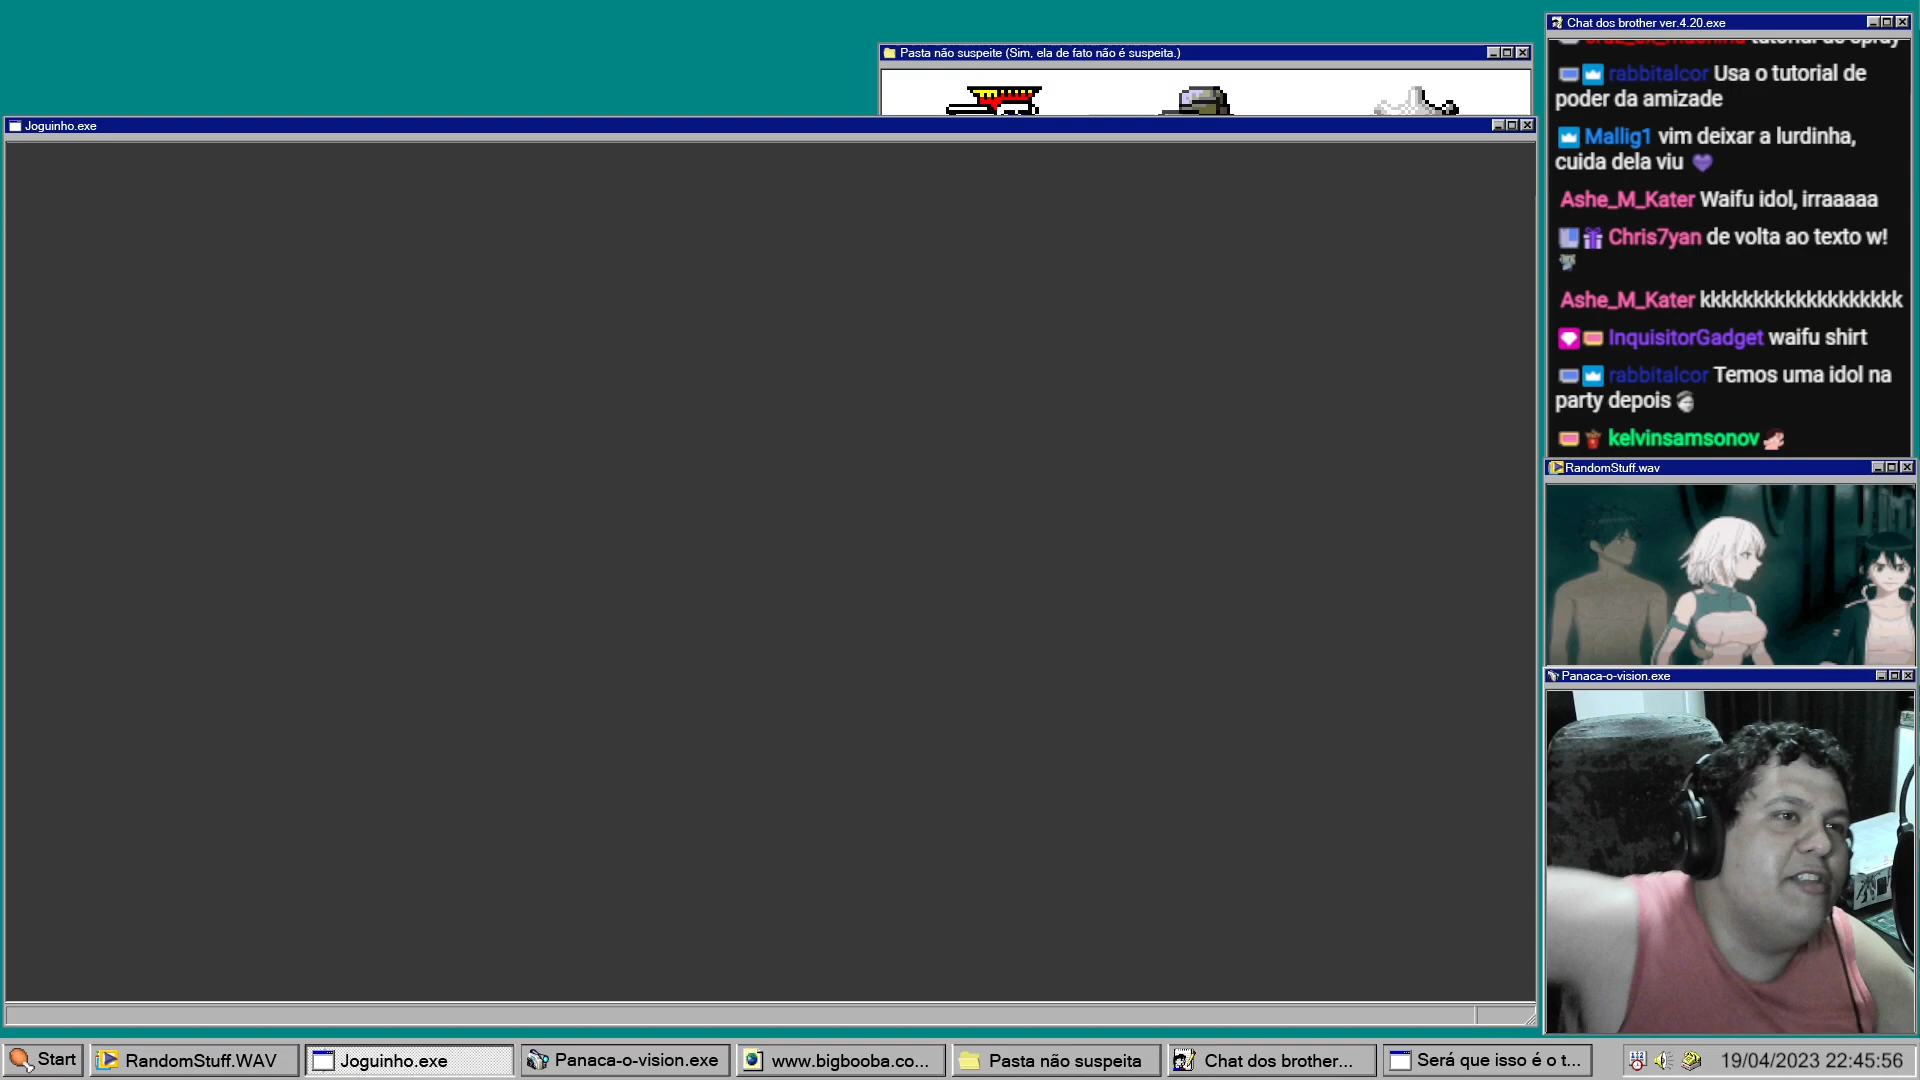 Chat dos brother ver.4.20.exe
Pasta não suspeite (Sim, ela de fato não é suspeita.)
rabbitalcor Usa o tutorial de
poder da amizade
Mallig1 vim deixar a lurdinha,
cuida dela viu
Ashe_M_Kater Waifu idol, irraaaaa
Chris7yan de volta ao texto w!
Ashe_M_Kater kkkkkkkkkkkkkkkkkkk
InquisitorGadget waifu shirt
rabbitalcor Temos uma idol na
party depois
kelvinsamsonov
Joguinho.exe
RandomStuff.wav
Panaca-o-vision.exe
Start
RandomStuff.WAV
Joguinho.exe
Panaca-o-vision.exe
www.bigbooba.co...
Pasta não suspeita
Chat dos brother...
Será que isso é o t...
19/04/2023 22:45:56